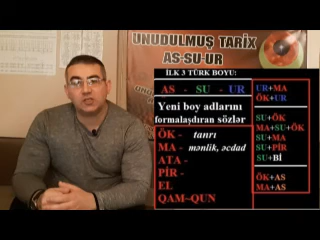 UNUDULMUŞ TARİX
AS-SU-UR
İLK 3 TÜRK BOYU:
AS - SU - UR
Yeni boy adlarını
formalaşdıran sözlər
ÖK - tanrı
MA - mənlik, əcdad
ATA -
PİR -
EL
QAM~QUN
UR+MA
ÖK+UR
SU+ÖK
MA+SU+ÖK
SU+MA
SU+PİR
SU+Bİ
ÖK+AS
MA+AS